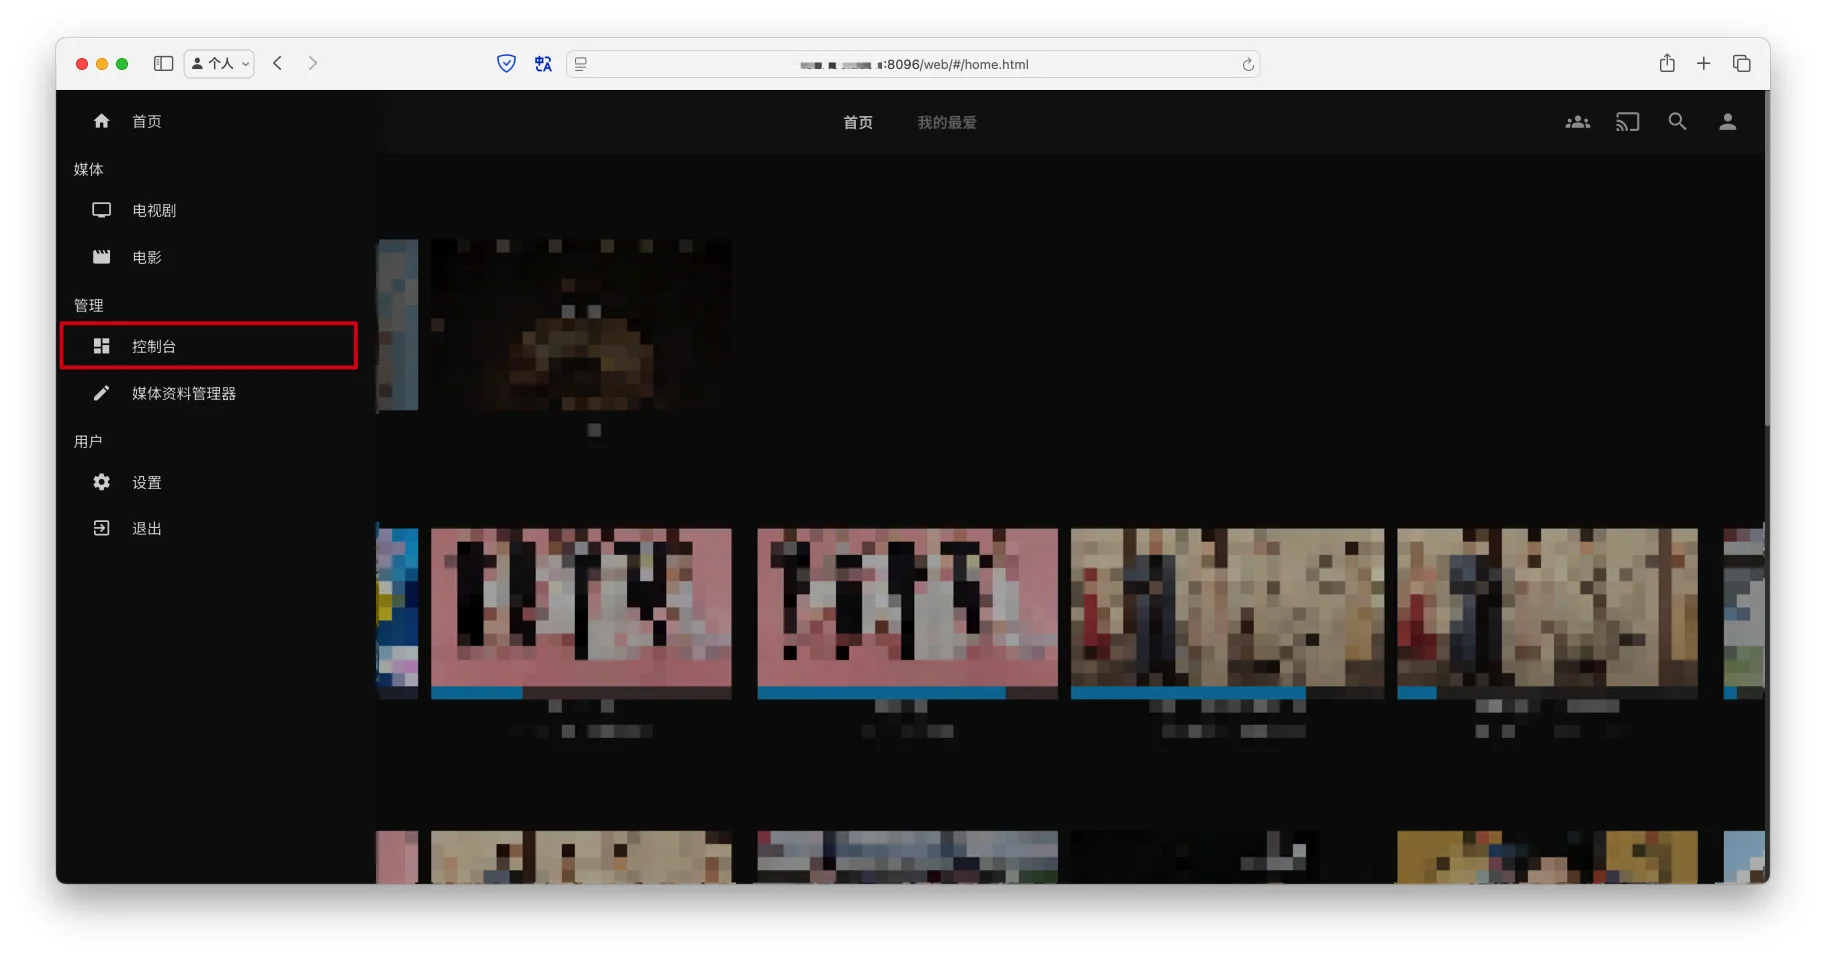 个人
:8096/web/#/home.html
首页
首页 我的最爱
媒体
电视剧
电影
管理
控制台
媒体资料管理器
用户
设置
退出